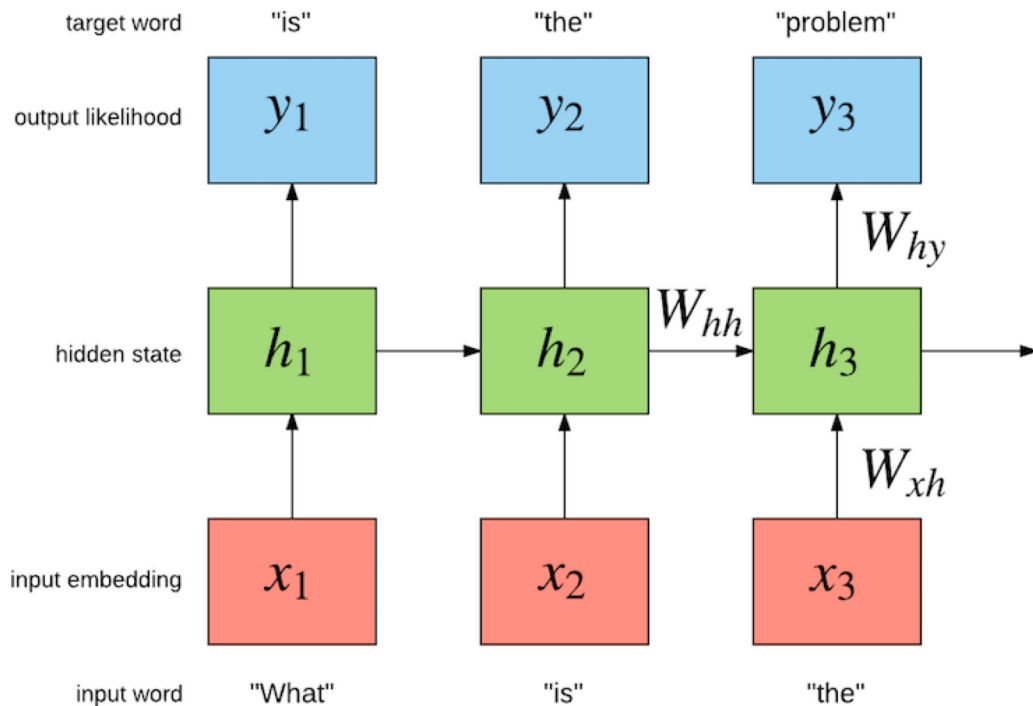 target word "is" "the" "problem"
output likelihood y₁ y₂ y₃
W_hy
W_hh
hidden state h₁ h₂ h₃
W_xh
input embedding x₁ x₂ x₃
input word "What" "is" "the"